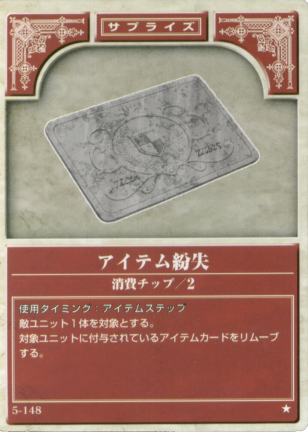 サプライズ
アイテム紛失
消費チップ／2
使用タイミング：アイテムステップ
敵ユニット1体を対象とする。
対象ユニットに付与されているアイテムカードをリムーブ
する。
5-148 ★